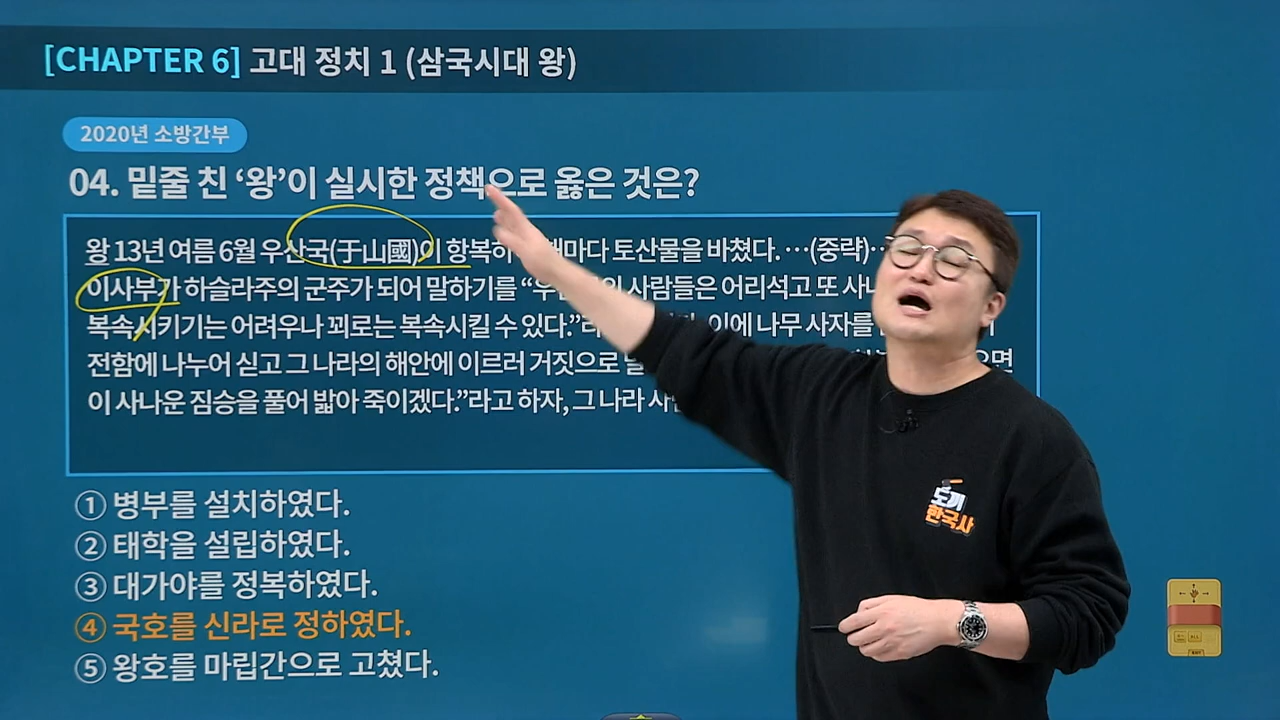 [CHAPTER 6] 고대 정치 1 (삼국시대 왕)
2020년 소방간부
04. 밑줄 친 ‘왕’이 실시한 정책으로 옳은 것은?
왕 13년 여름 6월 우산국(于山國)이 항복하 해마다 토산물을 바쳤다. …(중략)…
이사부가 하슬라주의 군주가 되어 말하기를 “우 사람들은 어리석고 또 사나
복속시키기는 어려우나 꾀로는 복속시킬 수 있다.” 이에 나무 사자를
전함에 나누어 싣고 그 나라의 해안에 이르러 거짓으로 으면
이 사나운 짐승을 풀어 밟아 죽이겠다.”라고 하자, 그 나라
① 병부를 설치하였다.
② 태학을 설립하였다.
③ 대가야를 정복하였다.
④ 국호를 신라로 정하였다.
⑤ 왕호를 마립간으로 고쳤다.
도끼
한국사